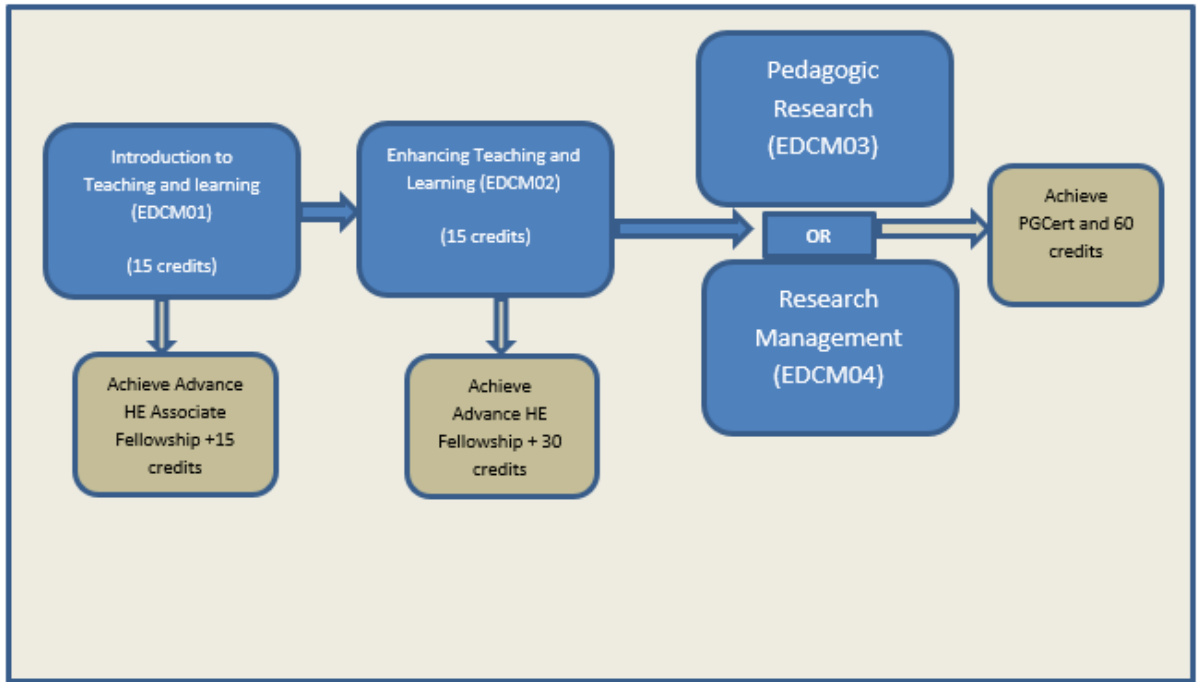 Introduction to
Teaching and learning
(EDCM01)
(15 credits)
Achieve Advance
HE Associate
Fellowship +15
credits
Enhancing Teaching and
Learning (EDCM02)
(15 credits)
Achieve
Advance HE
Fellowship + 30
credits
Pedagogic
Research
(EDCM03)
OR
Research
Management
(EDCM04)
Achieve
PGCert and 60
credits